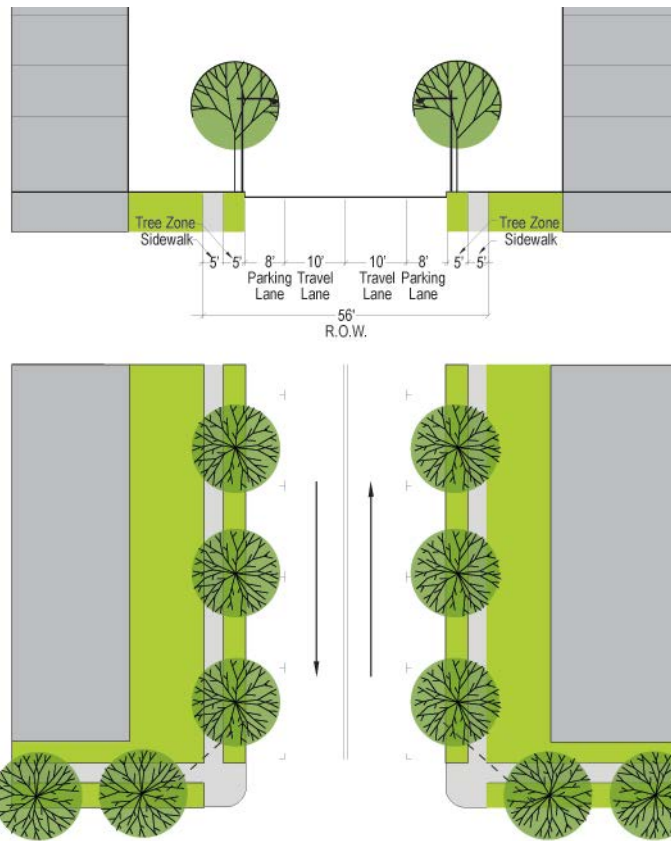 Tree Zone
Sidewalk
Tree Zone
Sidewalk
5' 5' 8' 10' 10' 8' 5' 5'
Parking Travel Travel Parking
Lane Lane Lane Lane
56'
R.O.W.